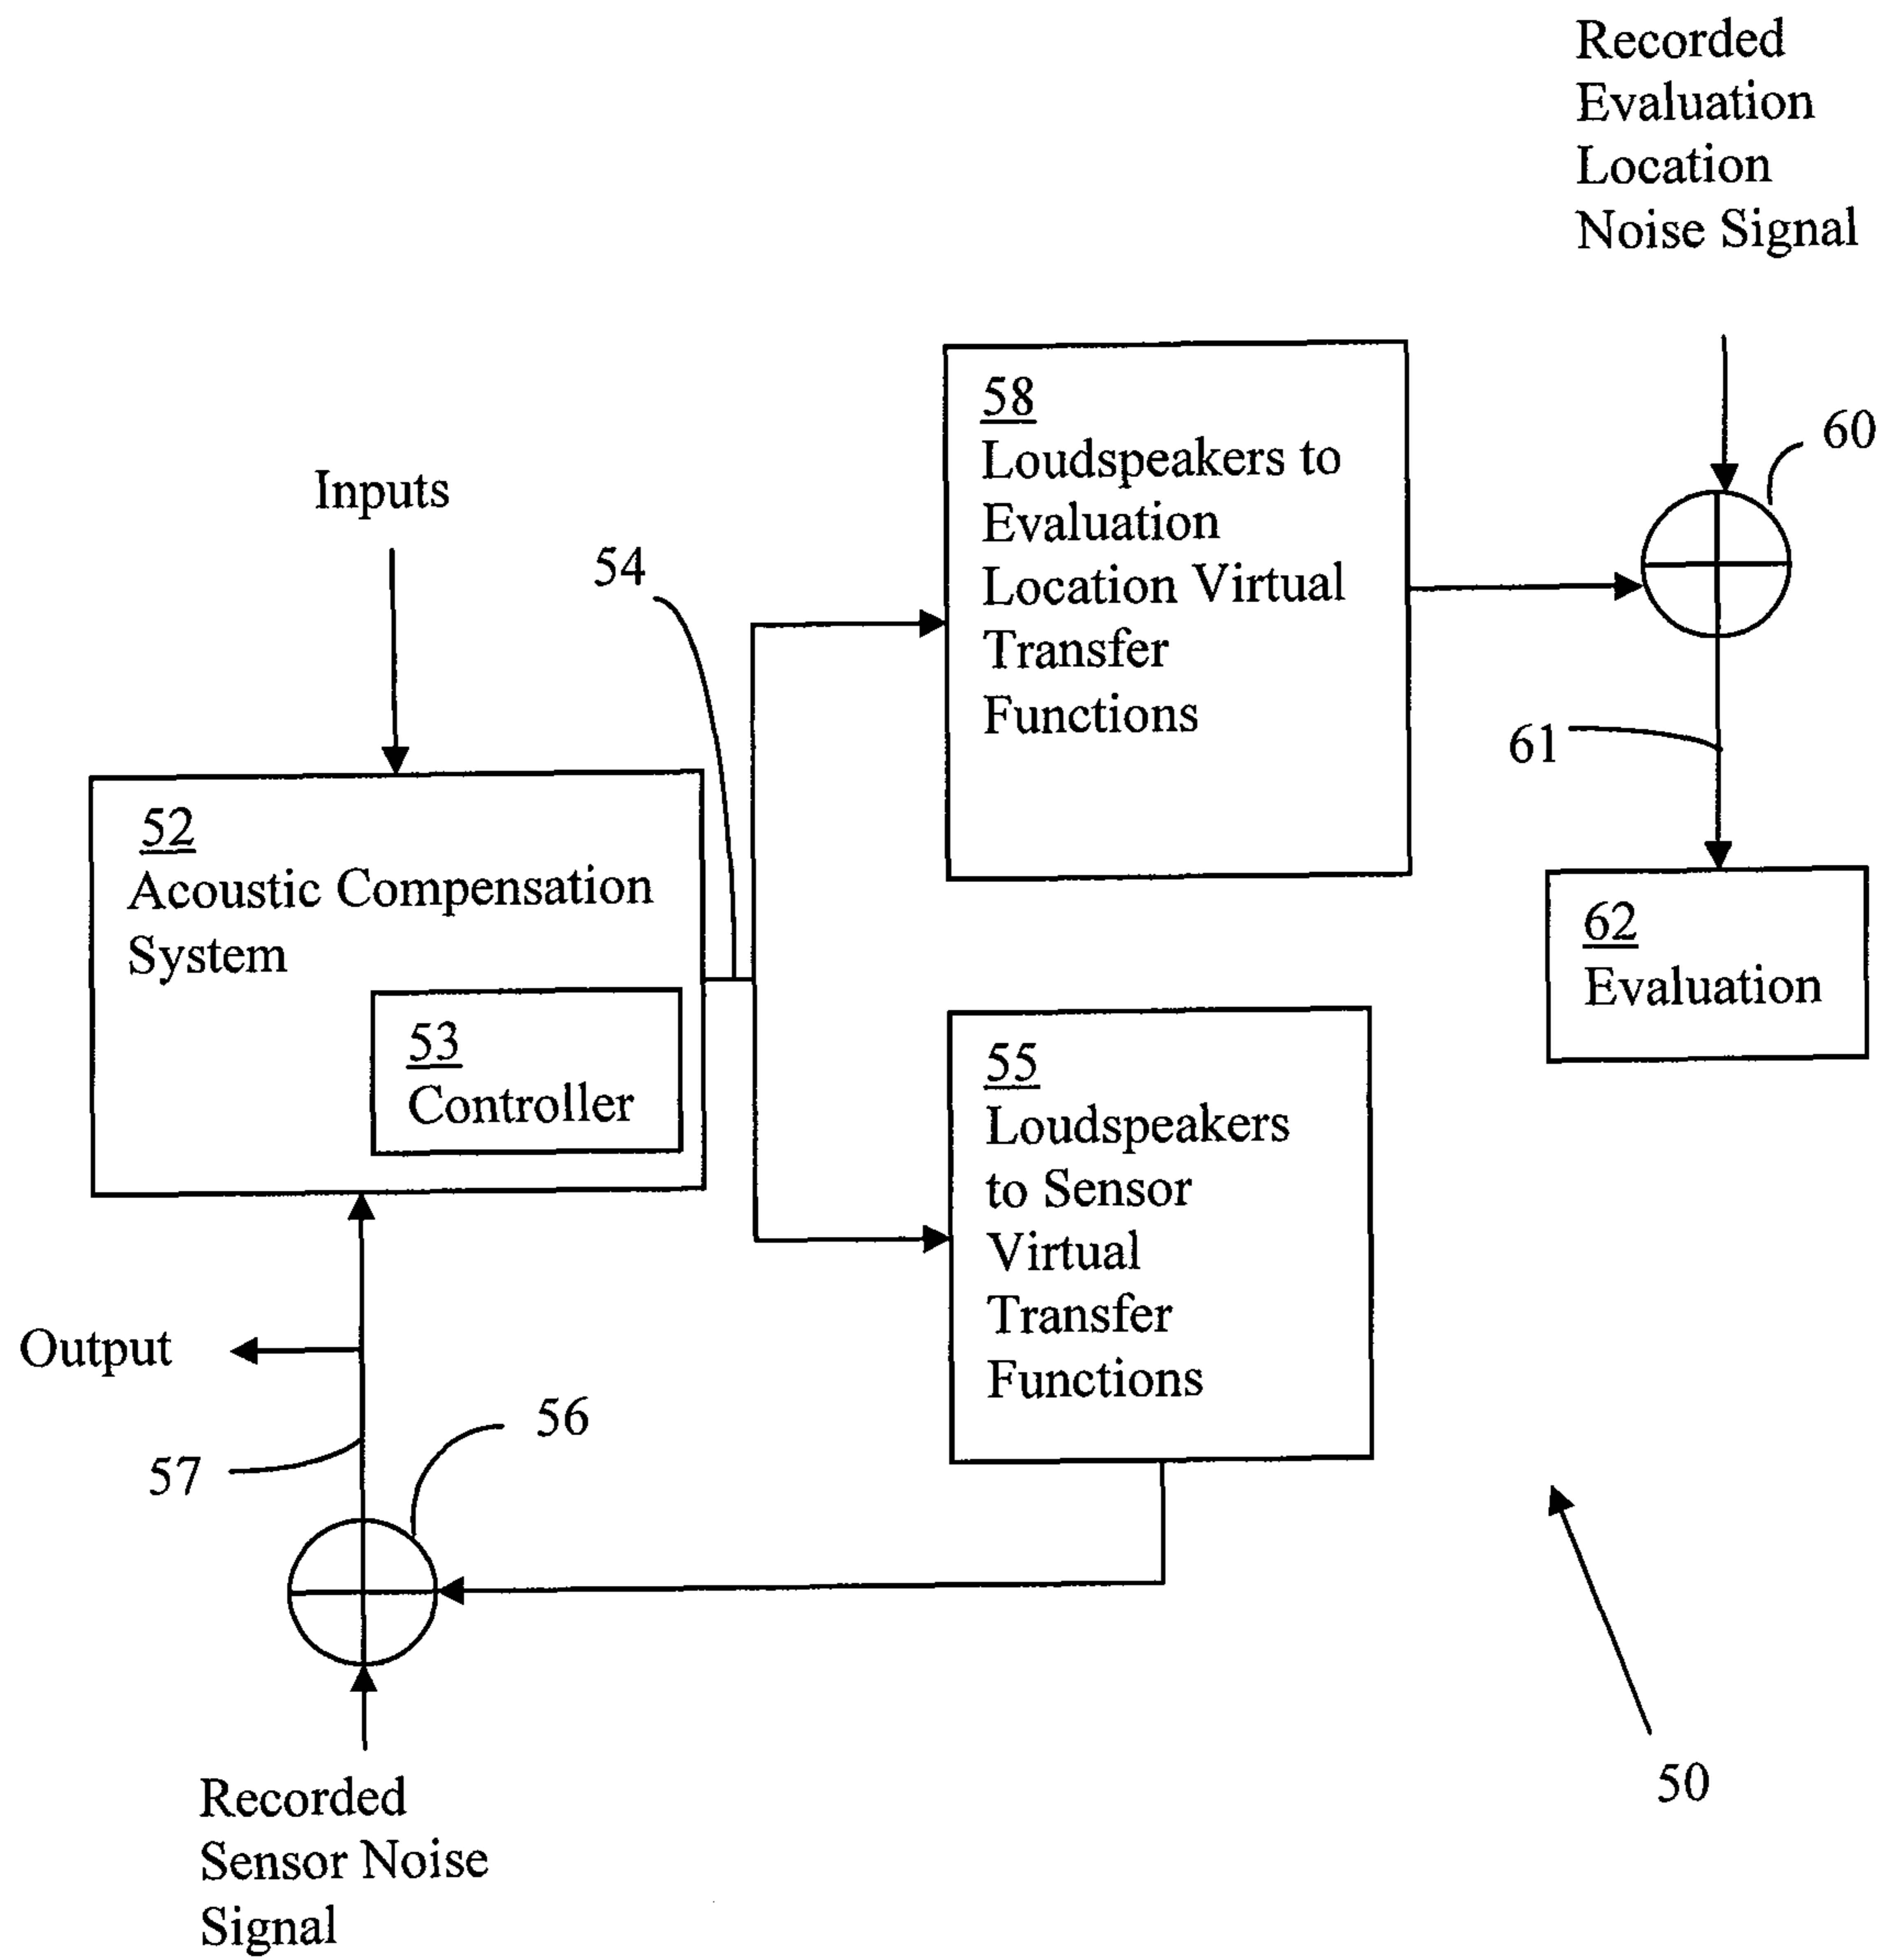 Recorded
Evaluation
Location
Noise Signal
60
58
Loudspeakers to
Evaluation
Location Virtual
Transfer
Functions
Inputs
54
61
52
Acoustic Compensation
System
53
Controller
62
Evaluation
55
Loudspeakers
to Sensor
Virtual
Transfer
Functions
Output
56
57
50
Recorded
Sensor Noise
Signal